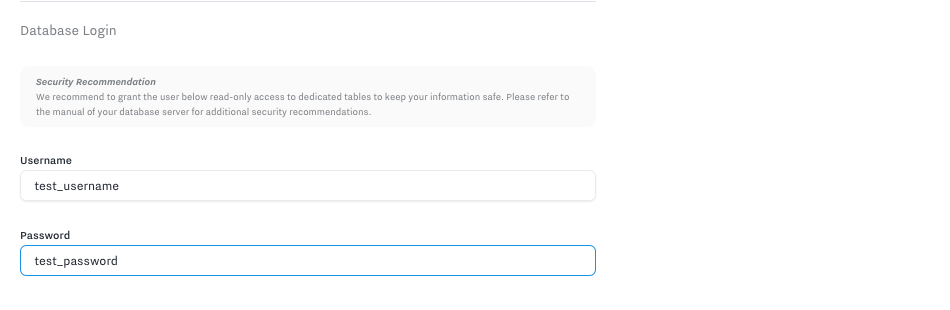 Database Login
Security Recommendation
We recommend to grant the user below read-only access to dedicated tables to keep your information safe. Please refer to
the manual of your database server for additional security recommendations.
Username
test_username
Password
test_password